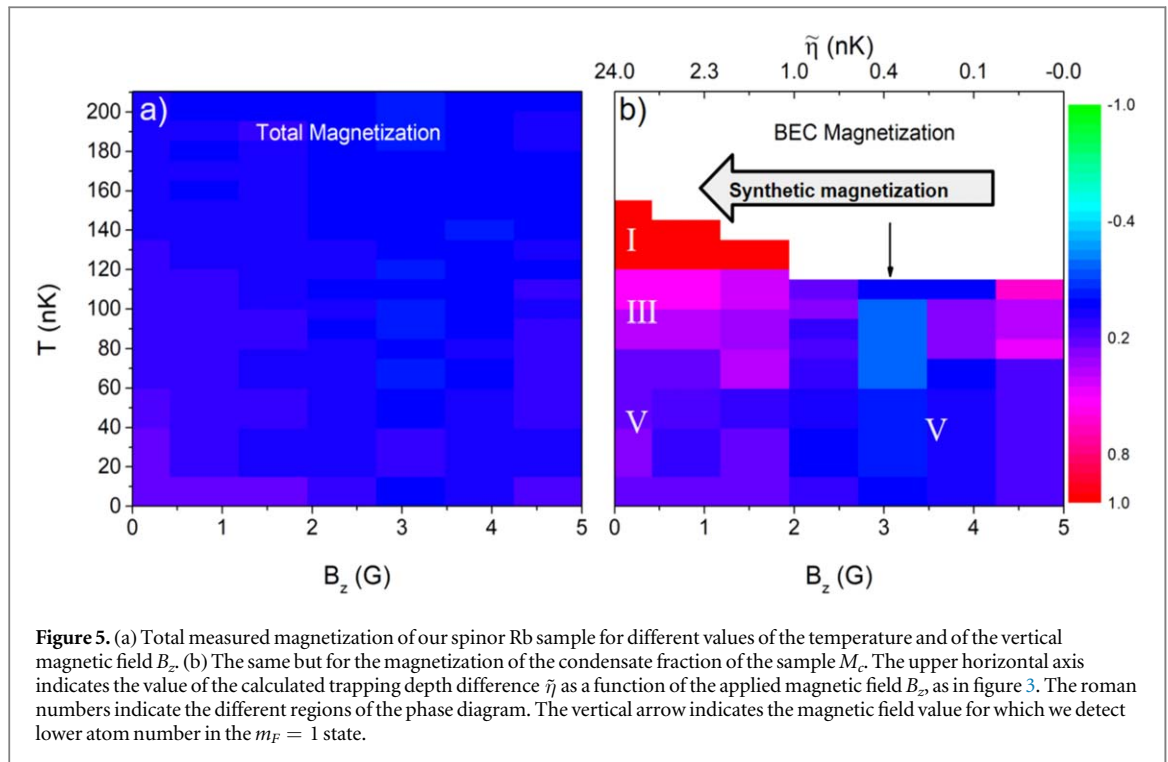 η̃ (nK)
24.0 2.3 1.0 0.4 0.1 -0.0
a)
Total Magnetization
b)
BEC Magnetization
Synthetic magnetization
I
III
V
V
T (nK)
200
180
160
140
120
100
80
60
40
20
0
0 1 2 3 4 5
B_z (G)
0 1 2 3 4 5
B_z (G)
-1.0
-0.4
0.2
0.8
1.0
Figure 5. (a) Total measured magnetization of our spinor Rb sample for different values of the temperature and of the vertical
magnetic field B_z. (b) The same but for the magnetization of the condensate fraction of the sample M_c. The upper horizontal axis
indicates the value of the calculated trapping depth difference η̃ as a function of the applied magnetic field B_z, as in figure 3. The roman
numbers indicate the different regions of the phase diagram. The vertical arrow indicates the magnetic field value for which we detect
lower atom number in the m_F = 1 state.